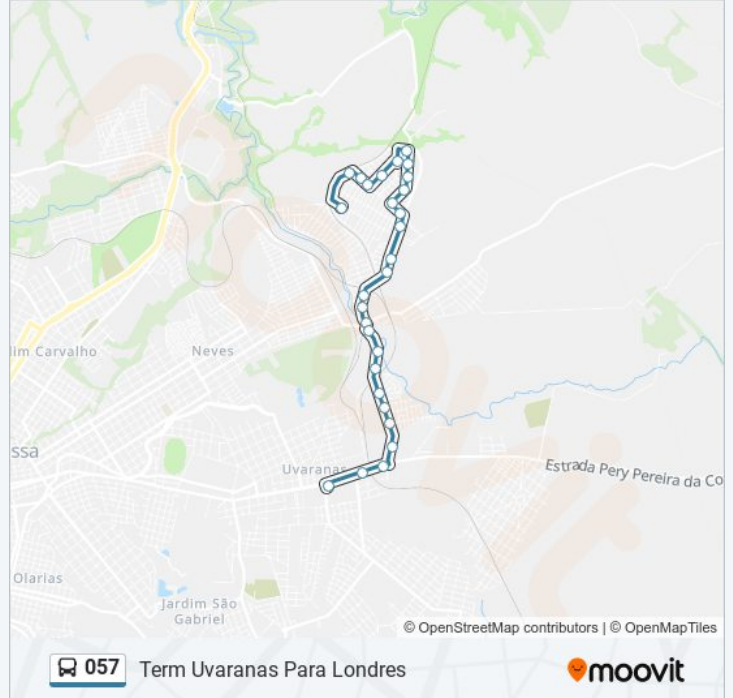 lim Carvalho
Neves
ssa
Uvaranas
Estrada Pery Pereira da Co
Olarias
Jardim São
Gabriel
© OpenStreetMap contributors | © OpenMapTiles
057
Term Uvaranas Para Londres
moovit